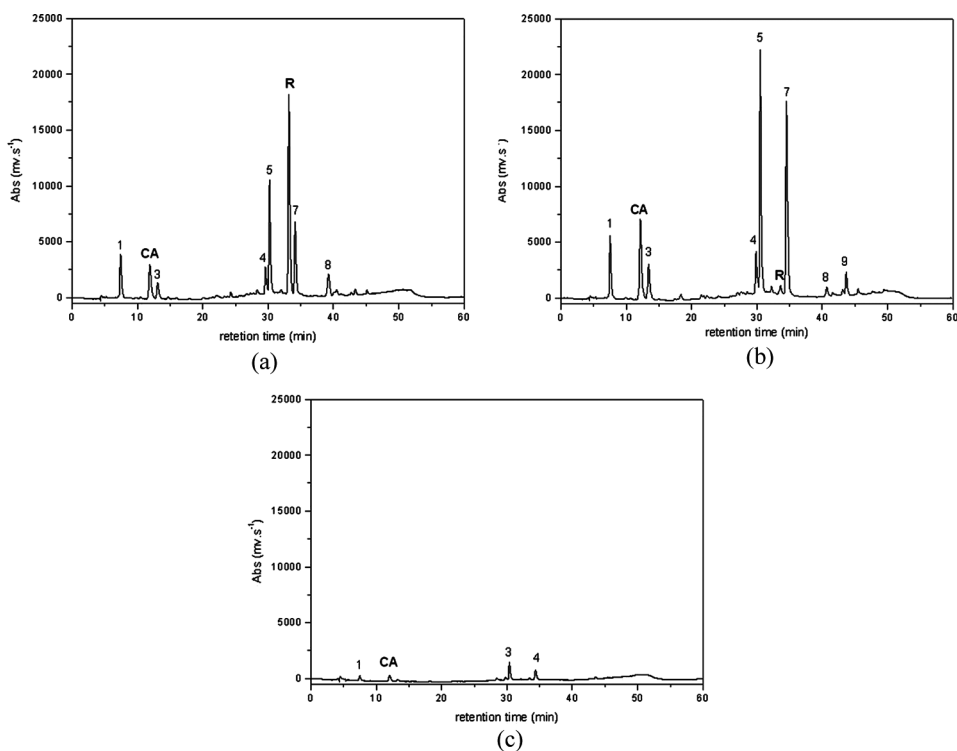 25000
20000
15000
10000
5000
0
Abs (mv.s⁻¹)
1
CA
3
4
5
R
7
8
0 10 20 30 40 50 60
retetion time (min)
(a)
25000
20000
15000
10000
5000
0
Abs (mv.s⁻)
1
CA
3
4
5
R
7
8
9
0 10 20 30 40 50 60
retention time (min)
(b)
25000
20000
15000
10000
5000
0
Abs (mv.s⁻¹)
1
CA
3
4
0 10 20 30 40 50 60
retention time (min)
(c)